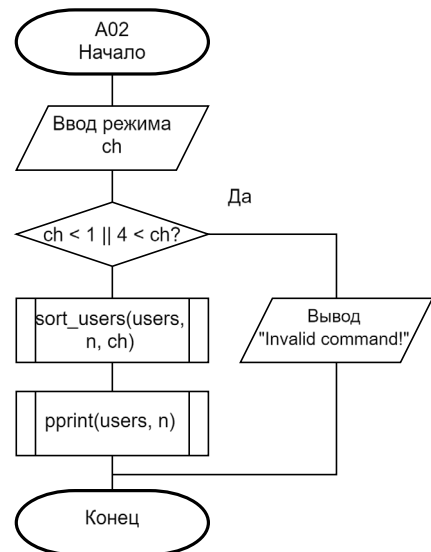 A02
Начало
Ввод режима
ch
Да
ch < 1 || 4 < ch?
sort_users(users,
n, ch)
Вывод
"Invalid command!"
pprint(users, n)
Конец